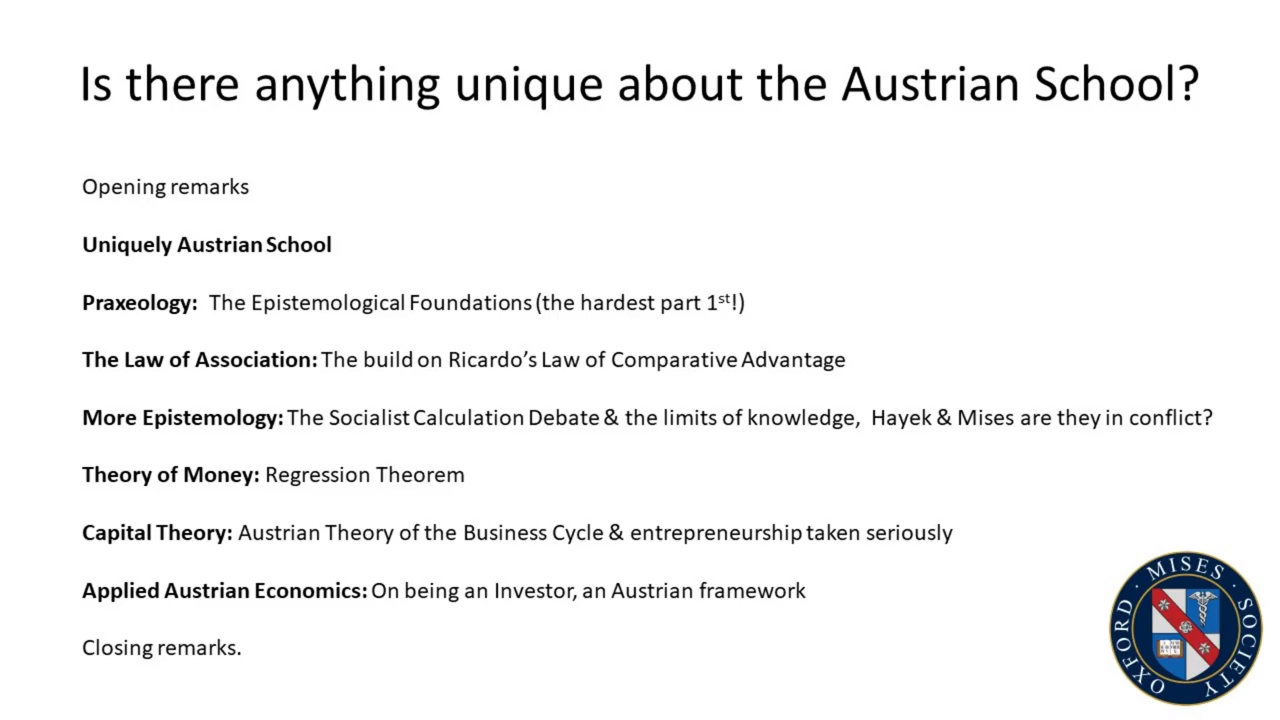 Is there anything unique about the Austrian School?
Opening remarks
Uniquely Austrian School
Praxeology: The Epistemological Foundations (the hardest part 1st!)
The Law of Association: The build on Ricardo’s Law of Comparative Advantage
More Epistemology: The Socialist Calculation Debate & the limits of knowledge, Hayek & Mises are they in conflict?
Theory of Money: Regression Theorem
Capital Theory: Austrian Theory of the Business Cycle & entrepreneurship taken seriously
Applied Austrian Economics: On being an Investor, an Austrian framework
Closing remarks.
OXFORD · MISES · SOCIETY